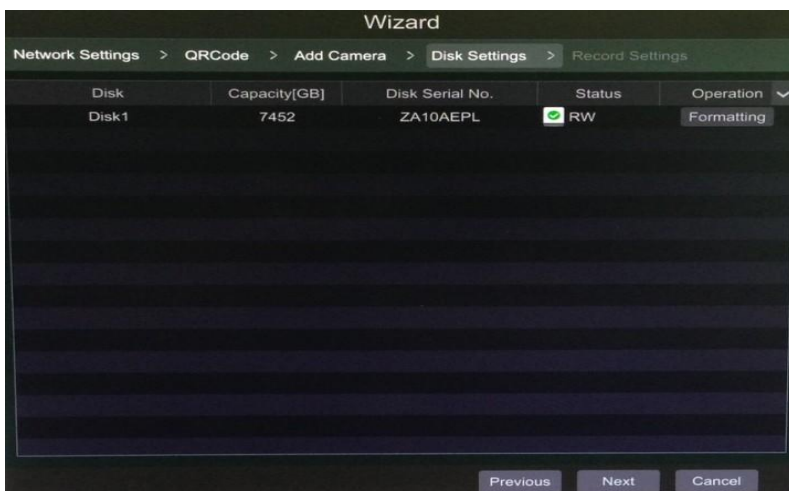 Wizard
Network Settings > QRCode > Add Camera > Disk Settings > Record Settings
Disk Capacity[GB] Disk Serial No. Status Operation
Disk1 7452 ZA10AEPL RW Formatting
Previous Next Cancel